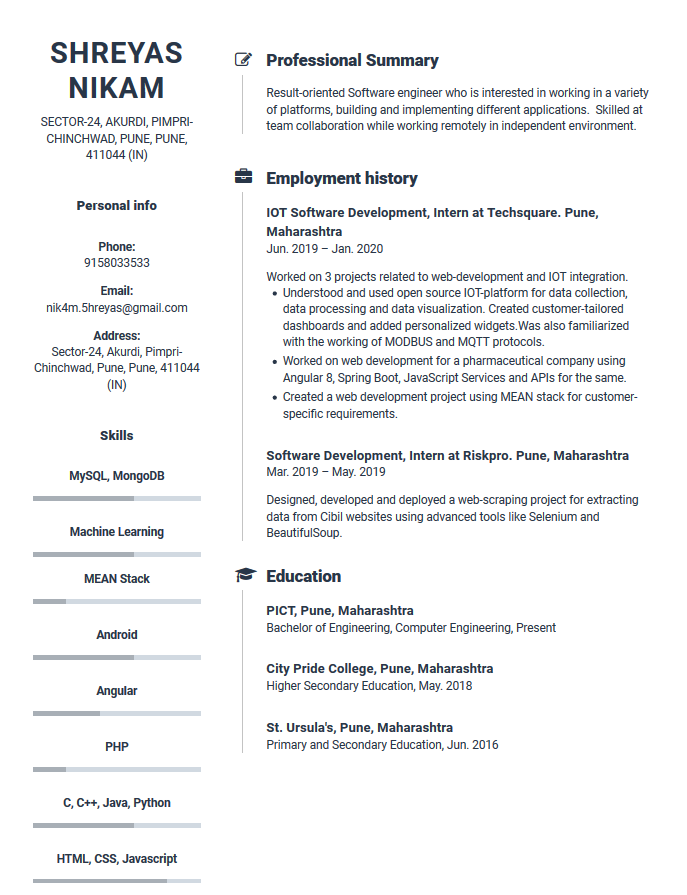 SHREYAS
NIKAM
SECTOR-24, AKURDI, PIMPRI-
CHINCHWAD, PUNE, PUNE,
411044 (IN)
Personal info
Phone:
9158033533
Email:
nik4m.5hreyas@gmail.com
Address:
Sector-24, Akurdi, Pimpri-
Chinchwad, Pune, Pune, 411044
(IN)
Skills
MySQL, MongoDB
Machine Learning
MEAN Stack
Android
Angular
PHP
C, C++, Java, Python
HTML, CSS, Javascript
Professional Summary
Result-oriented Software engineer who is interested in working in a variety
of platforms, building and implementing different applications.  Skilled at
team collaboration while working remotely in independent environment.
Employment history
IOT Software Development, Intern at Techsquare. Pune,
Maharashtra
Jun. 2019 – Jan. 2020
Worked on 3 projects related to web-development and IOT integration.
• Understood and used open source IOT-platform for data collection,
data processing and data visualization. Created customer-tailored
dashboards and added personalized widgets.Was also familiarized
with the working of MODBUS and MQTT protocols.
• Worked on web development for a pharmaceutical company using
Angular 8, Spring Boot, JavaScript Services and APIs for the same.
• Created a web development project using MEAN stack for customer-
specific requirements.
Software Development, Intern at Riskpro. Pune, Maharashtra
Mar. 2019 – May. 2019
Designed, developed and deployed a web-scraping project for extracting
data from Cibil websites using advanced tools like Selenium and
BeautifulSoup.
Education
PICT, Pune, Maharashtra
Bachelor of Engineering, Computer Engineering, Present
City Pride College, Pune, Maharashtra
Higher Secondary Education, May. 2018
St. Ursula's, Pune, Maharashtra
Primary and Secondary Education, Jun. 2016